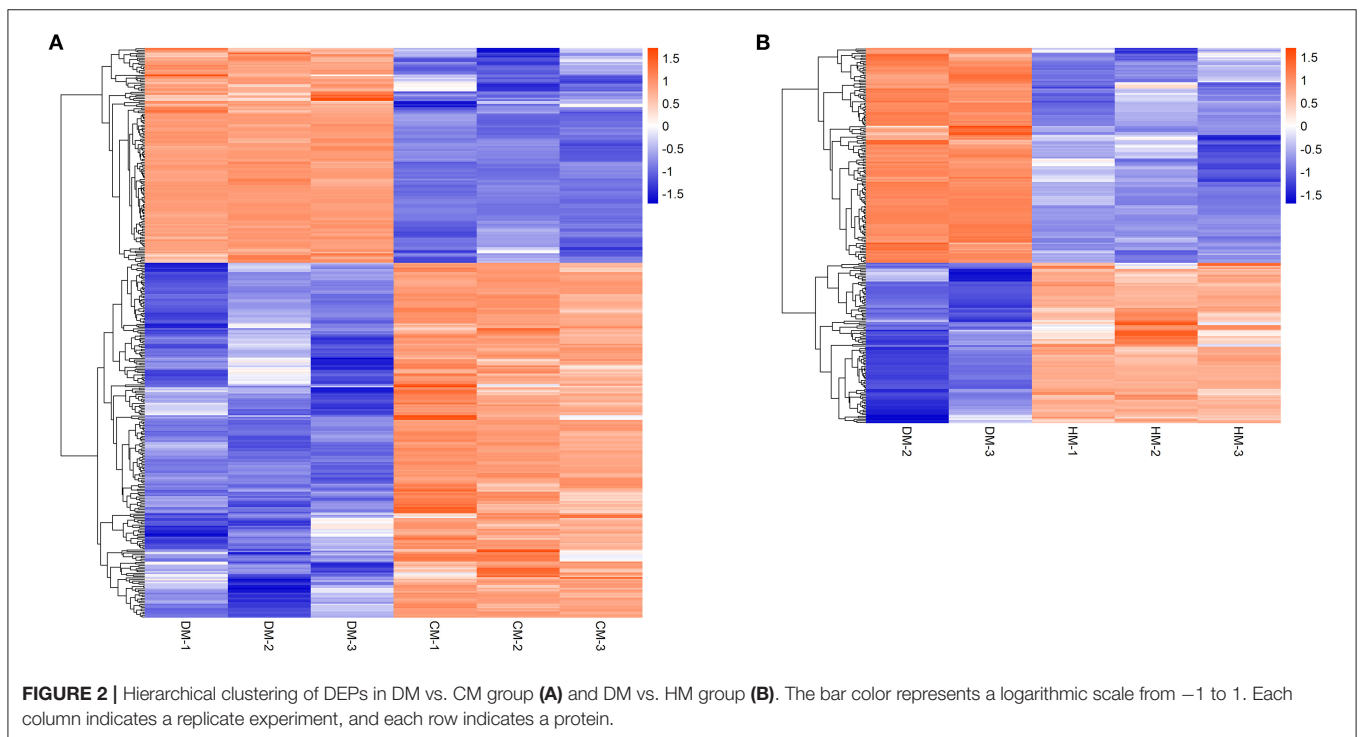 A
1.5
1
0.5
0
-0.5
-1
-1.5
DM-1
DM-2
DM-3
CM-1
CM-2
CM-3
B
1.5
1
0.5
0
-0.5
-1
-1.5
DM-2
DM-3
HM-1
HM-2
HM-3
FIGURE 2 | Hierarchical clustering of DEPs in DM vs. CM group (A) and DM vs. HM group (B). The bar color represents a logarithmic scale from −1 to 1. Each
column indicates a replicate experiment, and each row indicates a protein.